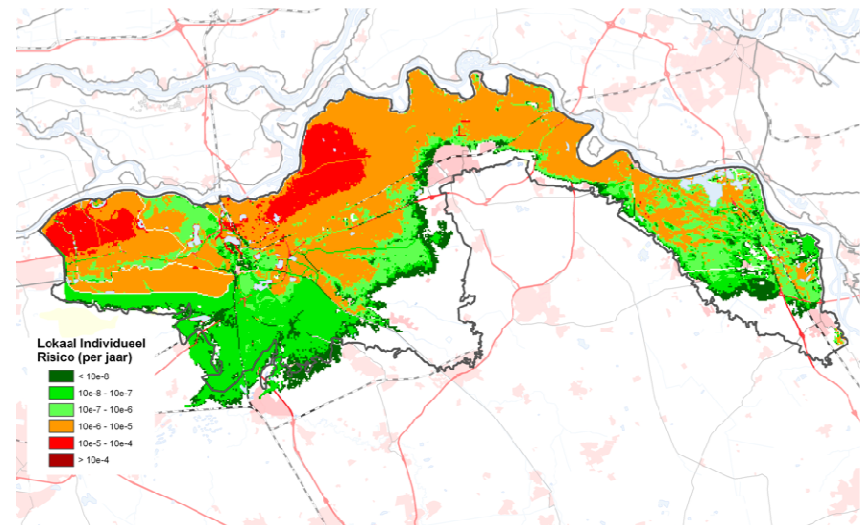 Lokaal Individueel
Risico (per jaar)
< 10e-8
10e-8 - 10e-7
10e-7 - 10e-6
10e-6 - 10e-5
10e-5 - 10e-4
> 10e-4